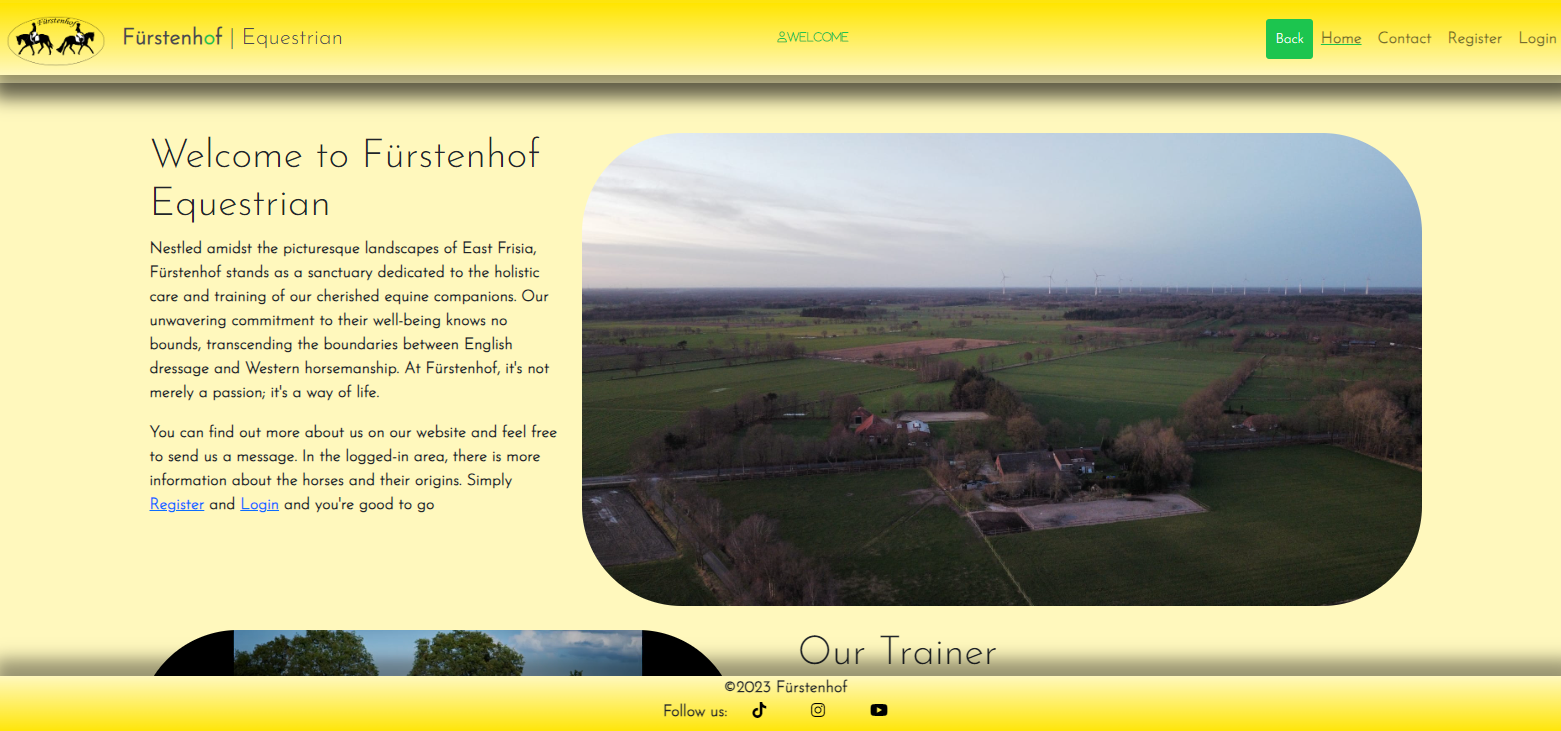 Fürstenhof
Fürstenhof | Equestrian
WELCOME
Back
Home
Contact
Register
Login
Welcome to Fürstenhof
Equestrian
Nestled amidst the picturesque landscapes of East Frisia,
Fürstenhof stands as a sanctuary dedicated to the holistic
care and training of our cherished equine companions. Our
unwavering commitment to their well-being knows no
bounds, transcending the boundaries between English
dressage and Western horsemanship. At Fürstenhof, it's not
merely a passion; it's a way of life.
You can find out more about us on our website and feel free
to send us a message. In the logged-in area, there is more
information about the horses and their origins. Simply
Register and Login and you're good to go
Our Trainer
©2023 Fürstenhof
Follow us: